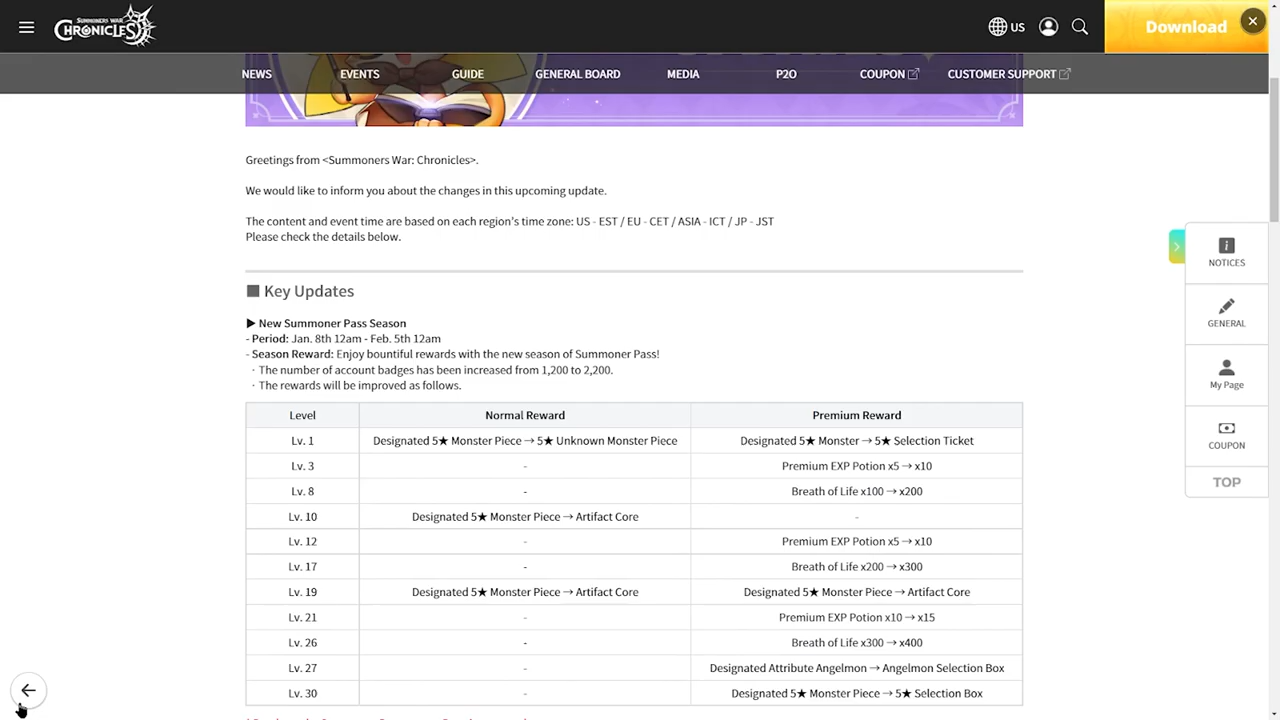 SUMMONERS WAR
CHRONICLES
US
Download
NEWS
EVENTS
GUIDE
GENERAL BOARD
MEDIA
P2O
COUPON
CUSTOMER SUPPORT
Greetings from <Summoners War: Chronicles>.
We would like to inform you about the changes in this upcoming update.
The content and event time are based on each region's time zone: US - EST / EU - CET / ASIA - ICT / JP - JST
Please check the details below.
■ Key Updates
▶ New Summoner Pass Season
- Period: Jan. 8th 12am - Feb. 5th 12am
- Season Reward: Enjoy bountiful rewards with the new season of Summoner Pass!
· The number of account badges has been increased from 1,200 to 2,200.
· The rewards will be improved as follows.
Level Normal Reward Premium Reward
Lv. 1 Designated 5★ Monster Piece → 5★ Unknown Monster Piece Designated 5★ Monster → 5★ Selection Ticket
Lv. 3 - Premium EXP Potion x5 → x10
Lv. 8 - Breath of Life x100 → x200
Lv. 10 Designated 5★ Monster Piece → Artifact Core -
Lv. 12 - Premium EXP Potion x5 → x10
Lv. 17 - Breath of Life x200 → x300
Lv. 19 Designated 5★ Monster Piece → Artifact Core Designated 5★ Monster Piece → Artifact Core
Lv. 21 - Premium EXP Potion x10 → x15
Lv. 26 - Breath of Life x300 → x400
Lv. 27 - Designated Attribute Angelmon → Angelmon Selection Box
Lv. 30 - Designated 5★ Monster Piece → 5★ Selection Box
NOTICES
GENERAL
My Page
COUPON
TOP